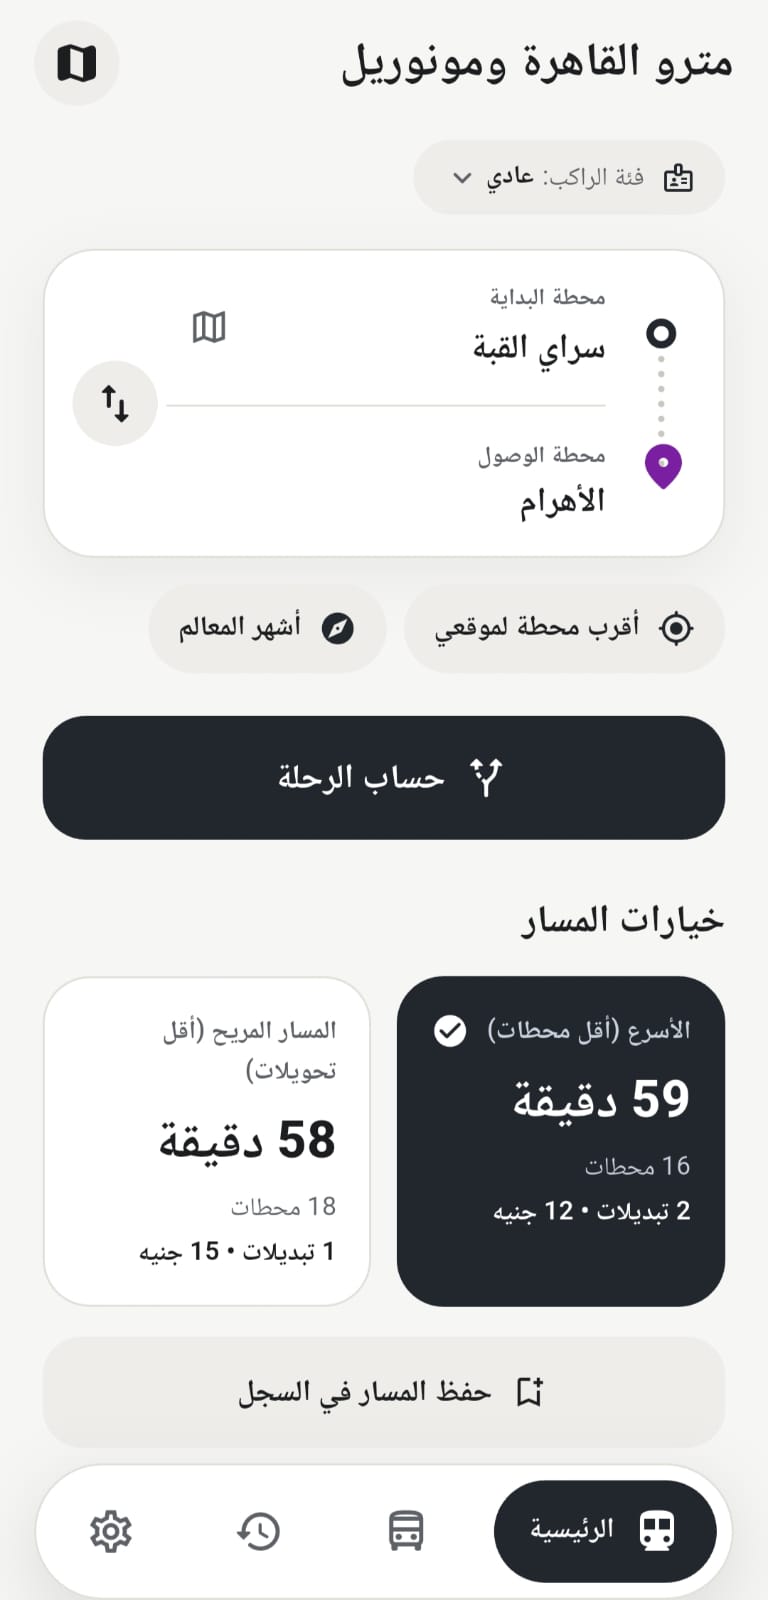 مترو القاهرة ومونوريل
فئة الراكب: عادي
محطة البداية
سراي القبة
محطة الوصول
الأهرام
أقرب محطة لموقعي
أشهر المعالم
حساب الرحلة
خيارات المسار
الأسرع (أقل محطات)
59 دقيقة
16 محطات
2 تبديلات • 12 جنيه
المسار المريح (أقل
تحويلات)
58 دقيقة
18 محطات
1 تبديلات • 15 جنيه
حفظ المسار في السجل
الرئيسية